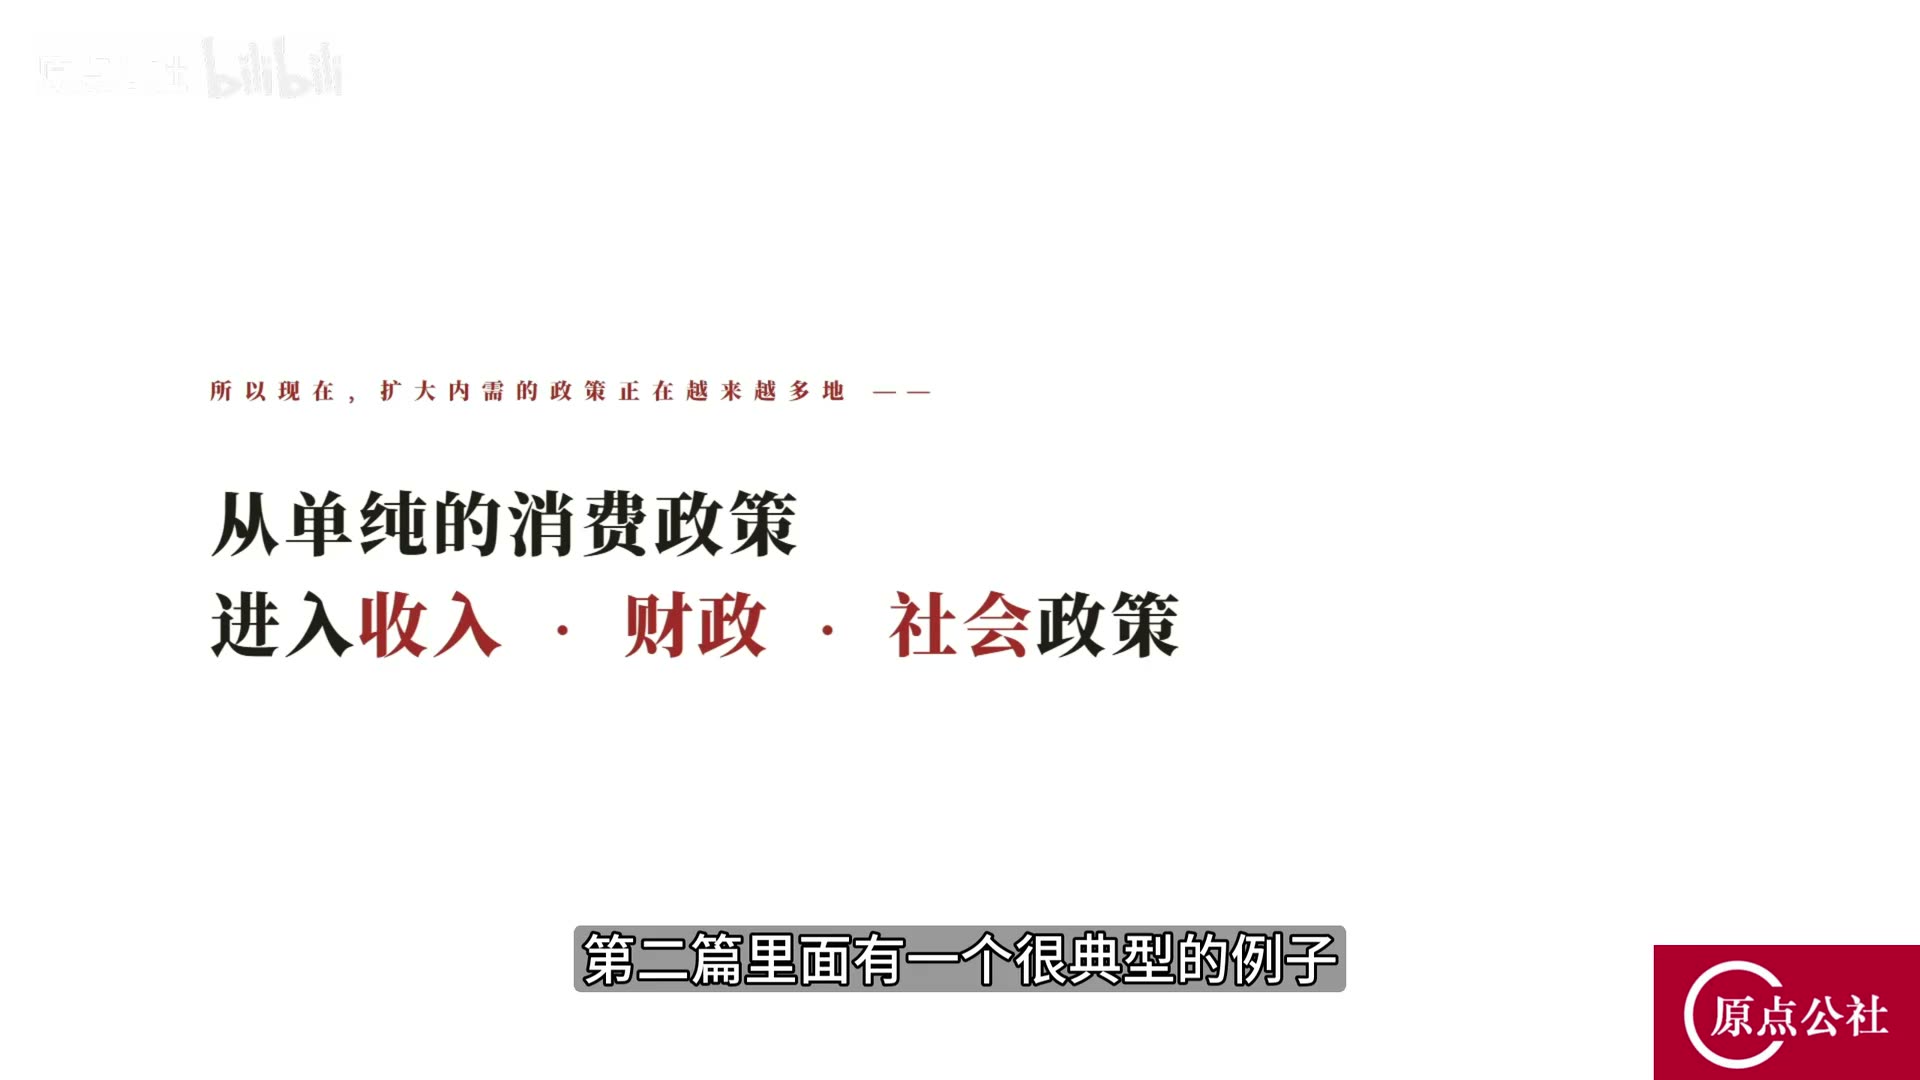 bilibili
所以现在，扩大内需的政策正在越来越多地 ——
从单纯的消费政策
进入收入 · 财政 · 社会政策
第二篇里面有一个很典型的例子
原点公社